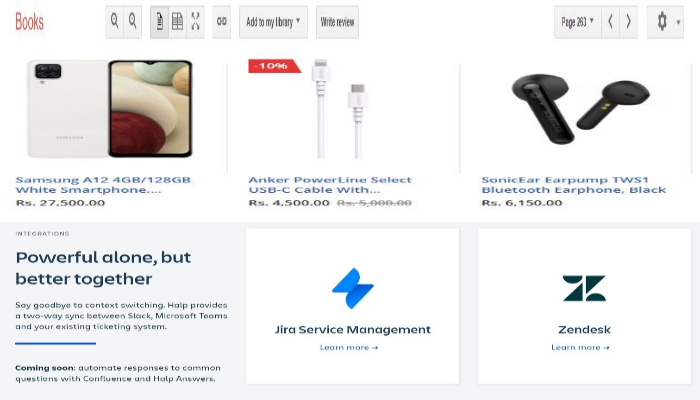 Books
Add to my library
Write review
Page 263
SAMSUNG
Samsung A12 4GB/128GB
White Smartphone,...
Rs. 27,500.00
-10%
Anker PowerLine Select
USB-C Cable With...
Rs. 4,500.00 Rs. 5,000.00
SonicEar Earpump TWS1
Bluetooth Earphone, Black
Rs. 6,150.00
INTEGRATIONS
Powerful alone, but
better together
Say goodbye to context switching. Halp provides
a two-way sync between Slack, Microsoft Teams
and your existing ticketing system.
Coming soon: automate responses to common
questions with Confluence and Halp Answers.
Jira Service Management
Learn more →
Zendesk
Learn more →